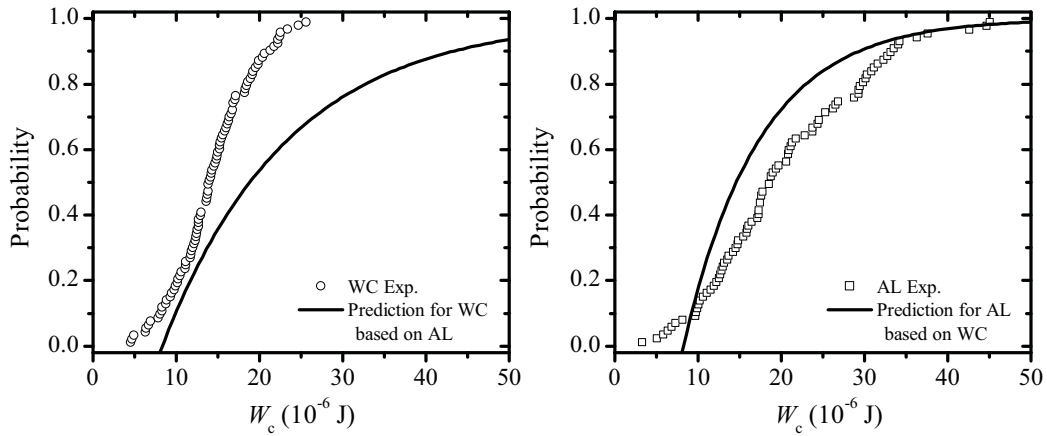 1.0
0.8
0.6
0.4
0.2
0.0
Probability
WC Exp.
Prediction for WC
based on AL
0 10 20 30 40 50
W_c (10^-6 J)
1.0
0.8
0.6
0.4
0.2
0.0
Probability
AL Exp.
Prediction for AL
based on WC
0 10 20 30 40 50
W_c (10^-6 J)